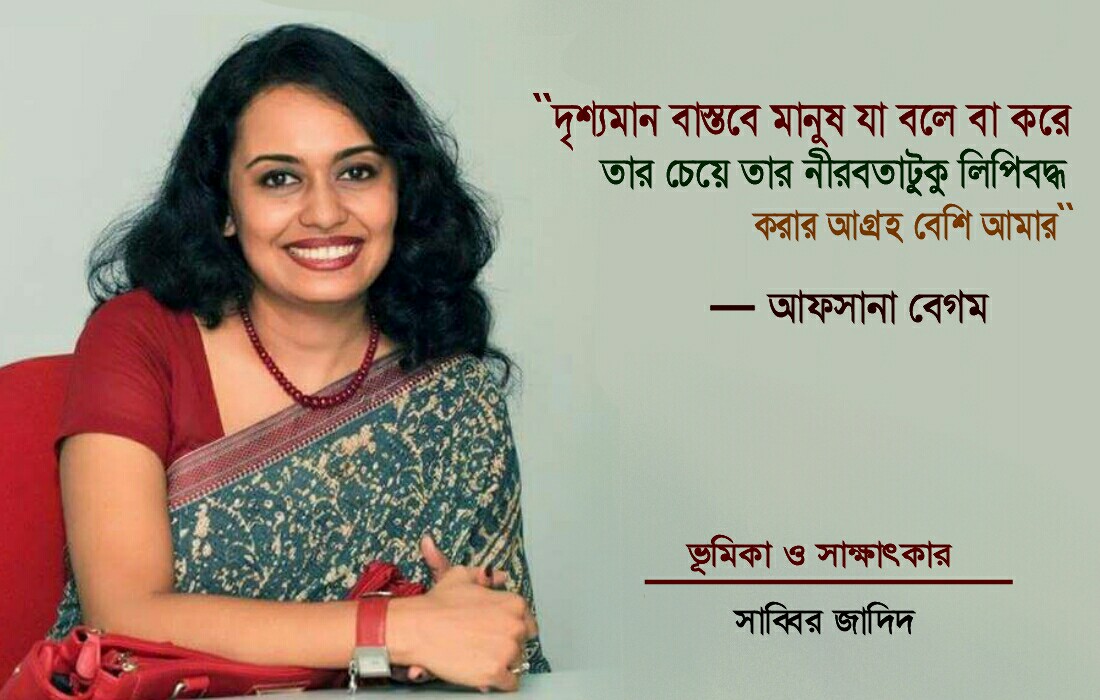 “দৃশ্যমান বাস্তবে মানুষ যা বলে বা করে
তার চেয়ে তার নীরবতাটুকু লিপিবদ্ধ
করার আগ্রহ বেশি আমার“
— আফসানা বেগম
ভূমিকা ও সাক্ষাৎকার
সাব্বির জাদিদ